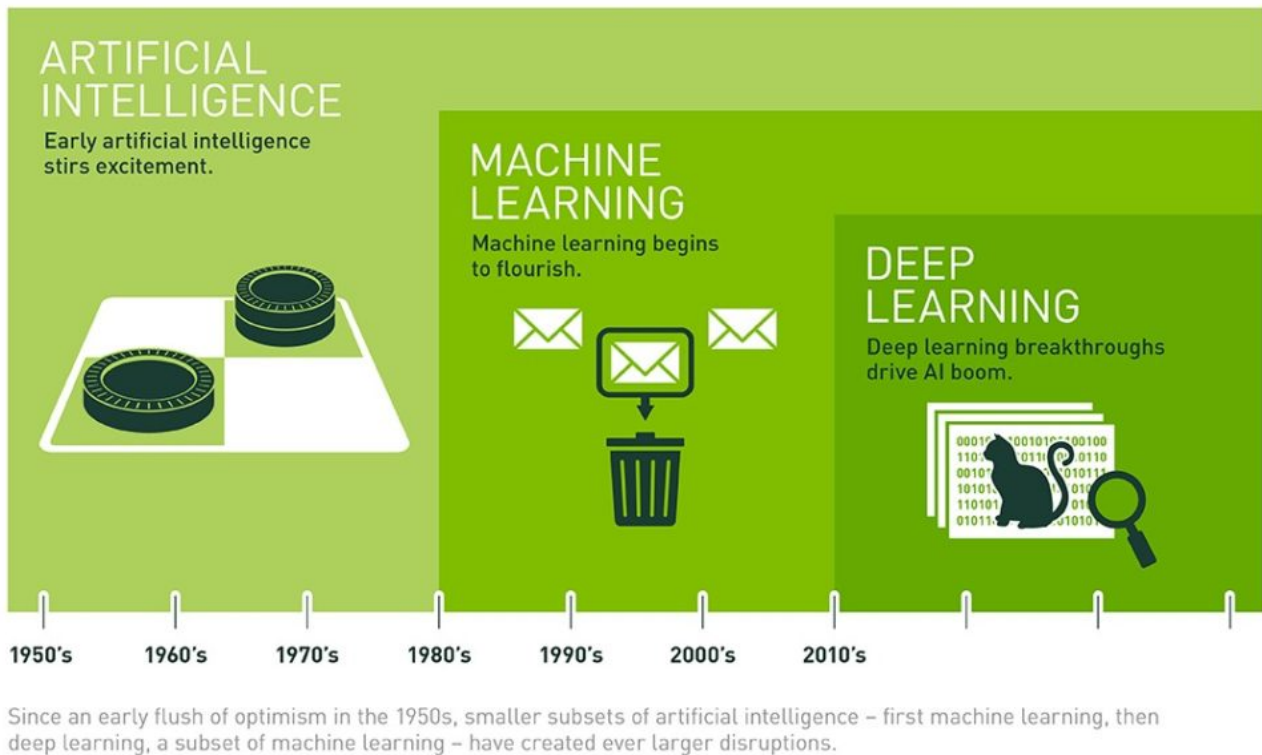 ARTIFICIAL
INTELLIGENCE
Early artificial intelligence
stirs excitement.
MACHINE
LEARNING
Machine learning begins
to flourish.
DEEP
LEARNING
Deep learning breakthroughs
drive AI boom.
1950's 1960's 1970's 1980's 1990's 2000's 2010's
Since an early flush of optimism in the 1950s, smaller subsets of artificial intelligence – first machine learning, then
deep learning, a subset of machine learning – have created ever larger disruptions.